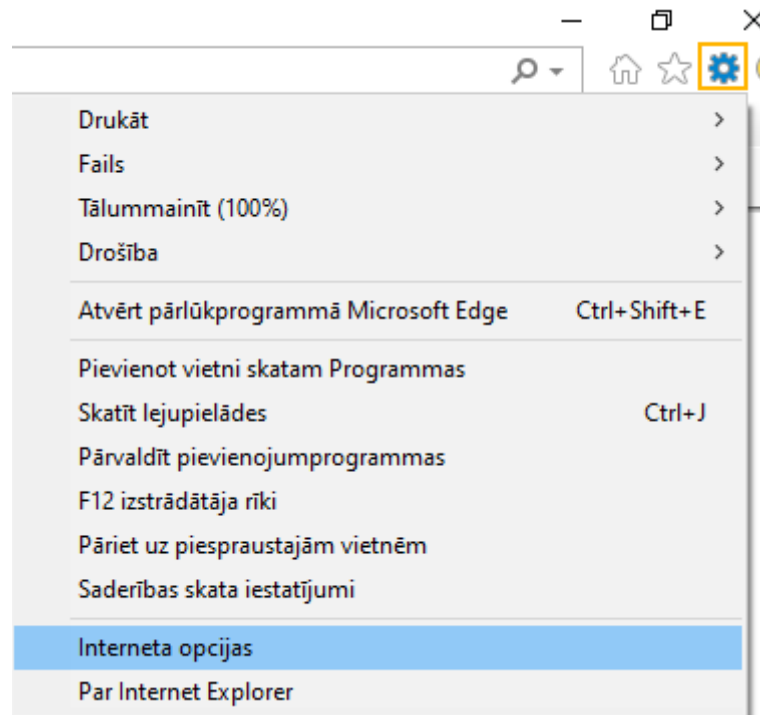 Drukāt
Fails
Tālummainīt (100%)
Drošība
Atvērt pārlūkprogrammā Microsoft Edge Ctrl+Shift+E
Pievienot vietni skatam Programmas
Skatīt lejupielādes Ctrl+J
Pārvaldīt pievienojumprogrammas
F12 izstrādātāja rīki
Pāriet uz piespraustajām vietnēm
Saderības skata iestatījumi
Interneta opcijas
Par Internet Explorer